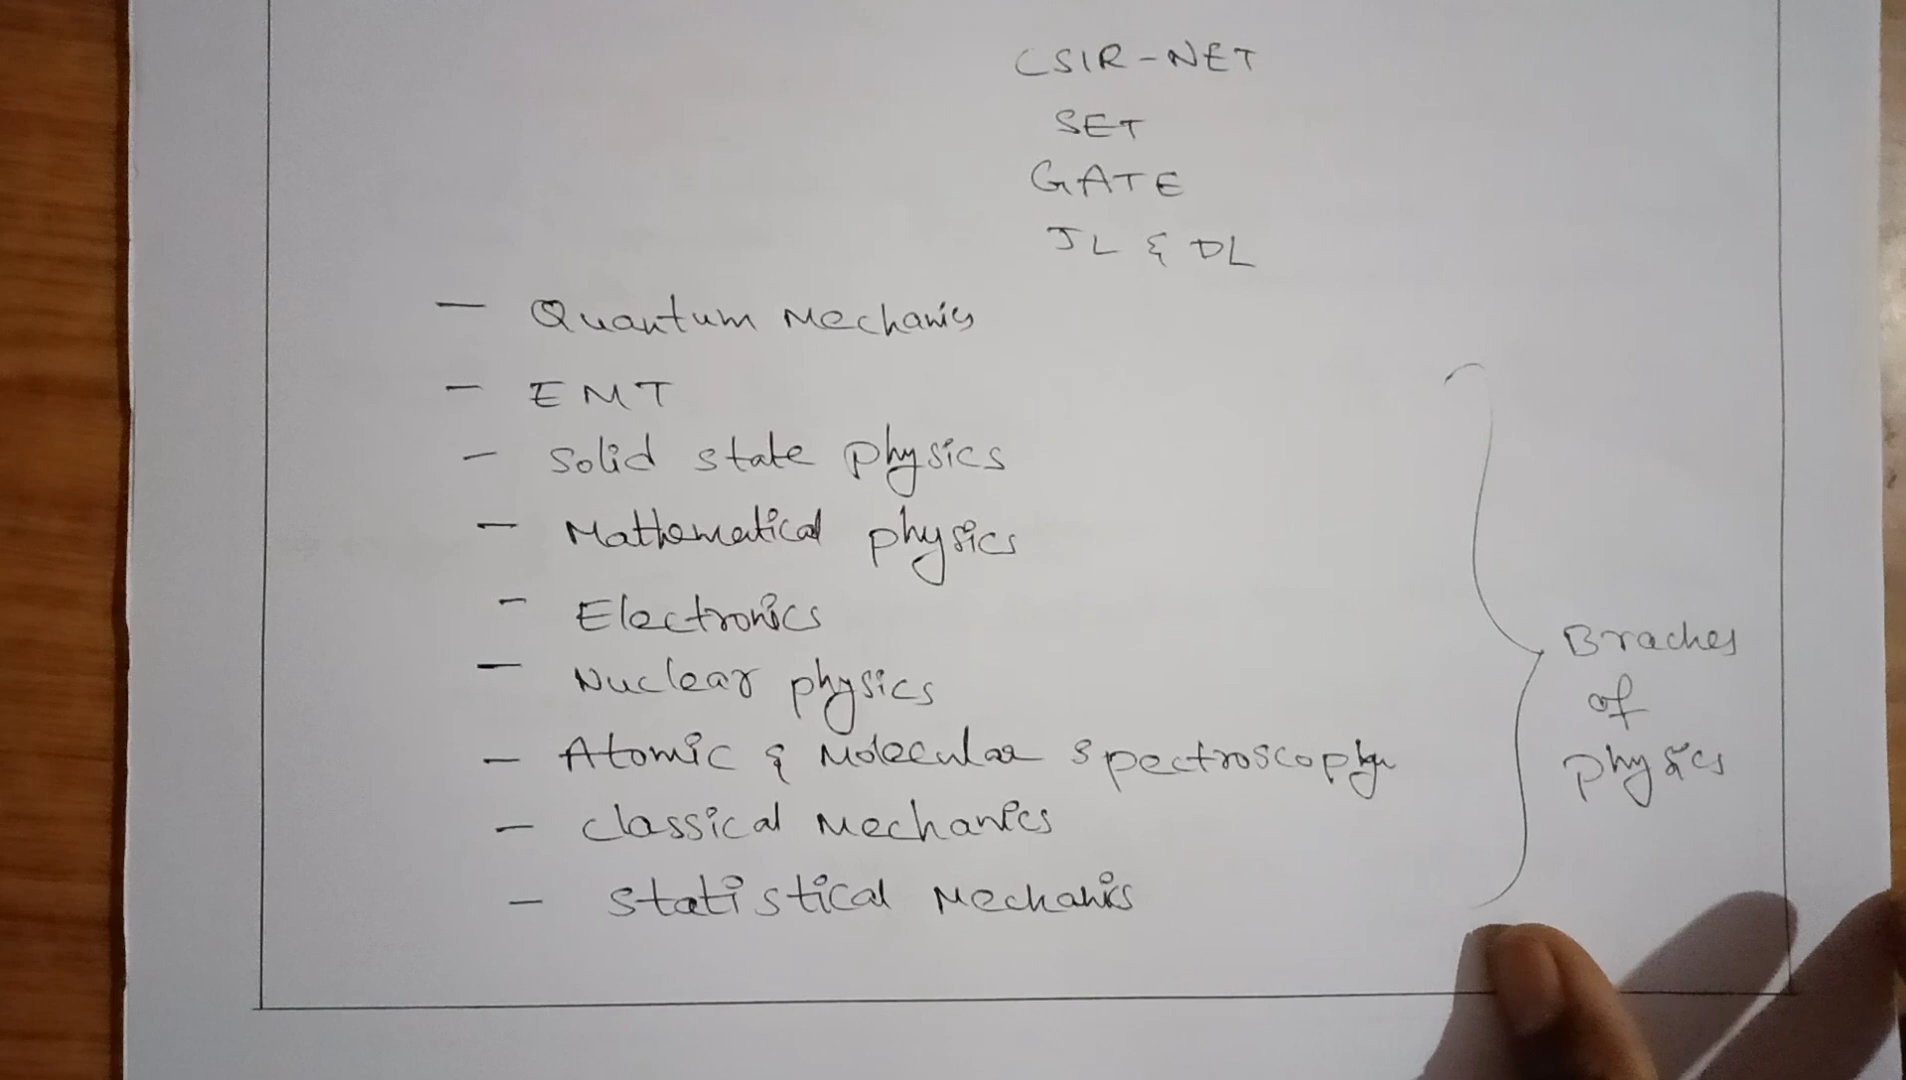 CSIR-NET
SET
GATE
JL & DL
- Quantum Mechanics
- EMT
- Solid state physics
- Mathematical physics
- Electronics
- Nuclear physics
- Atomic & Molecular spectroscopy
- classical Mechanics
- Statistical Mechanics
Braches
of
physics